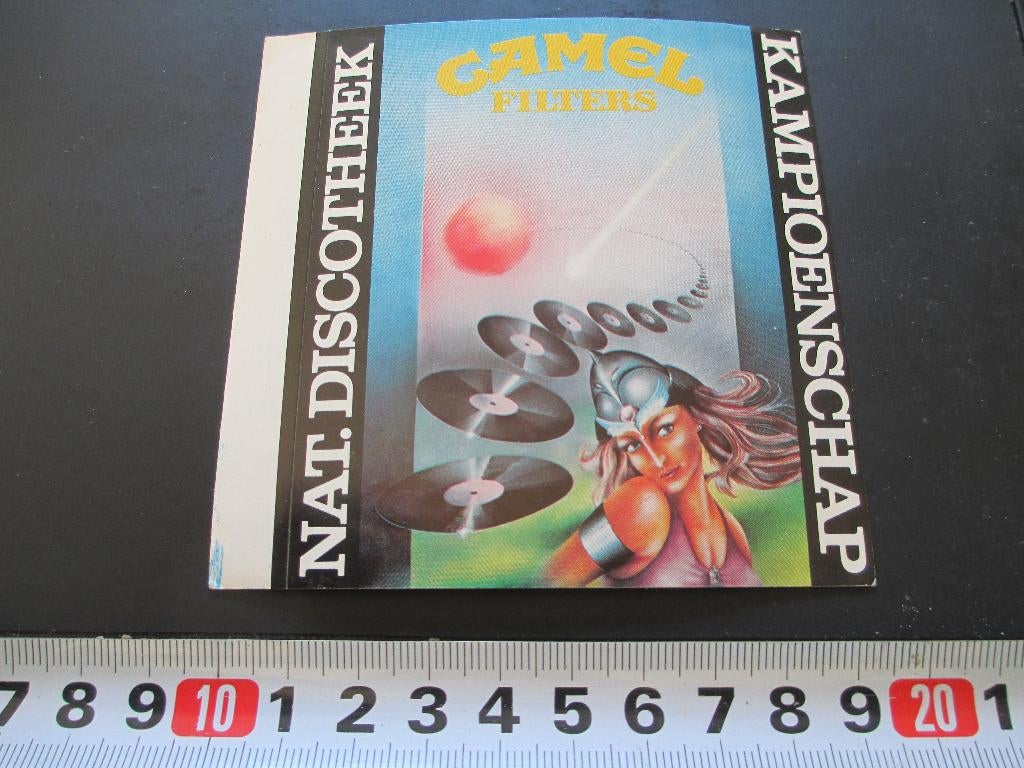 CAMEL
FILTERS
NAT. DISCOTHEEK
KAMPIOENSCHAP
7 8 9 10 1 2 3 4 5 6 7 8 9 20 1